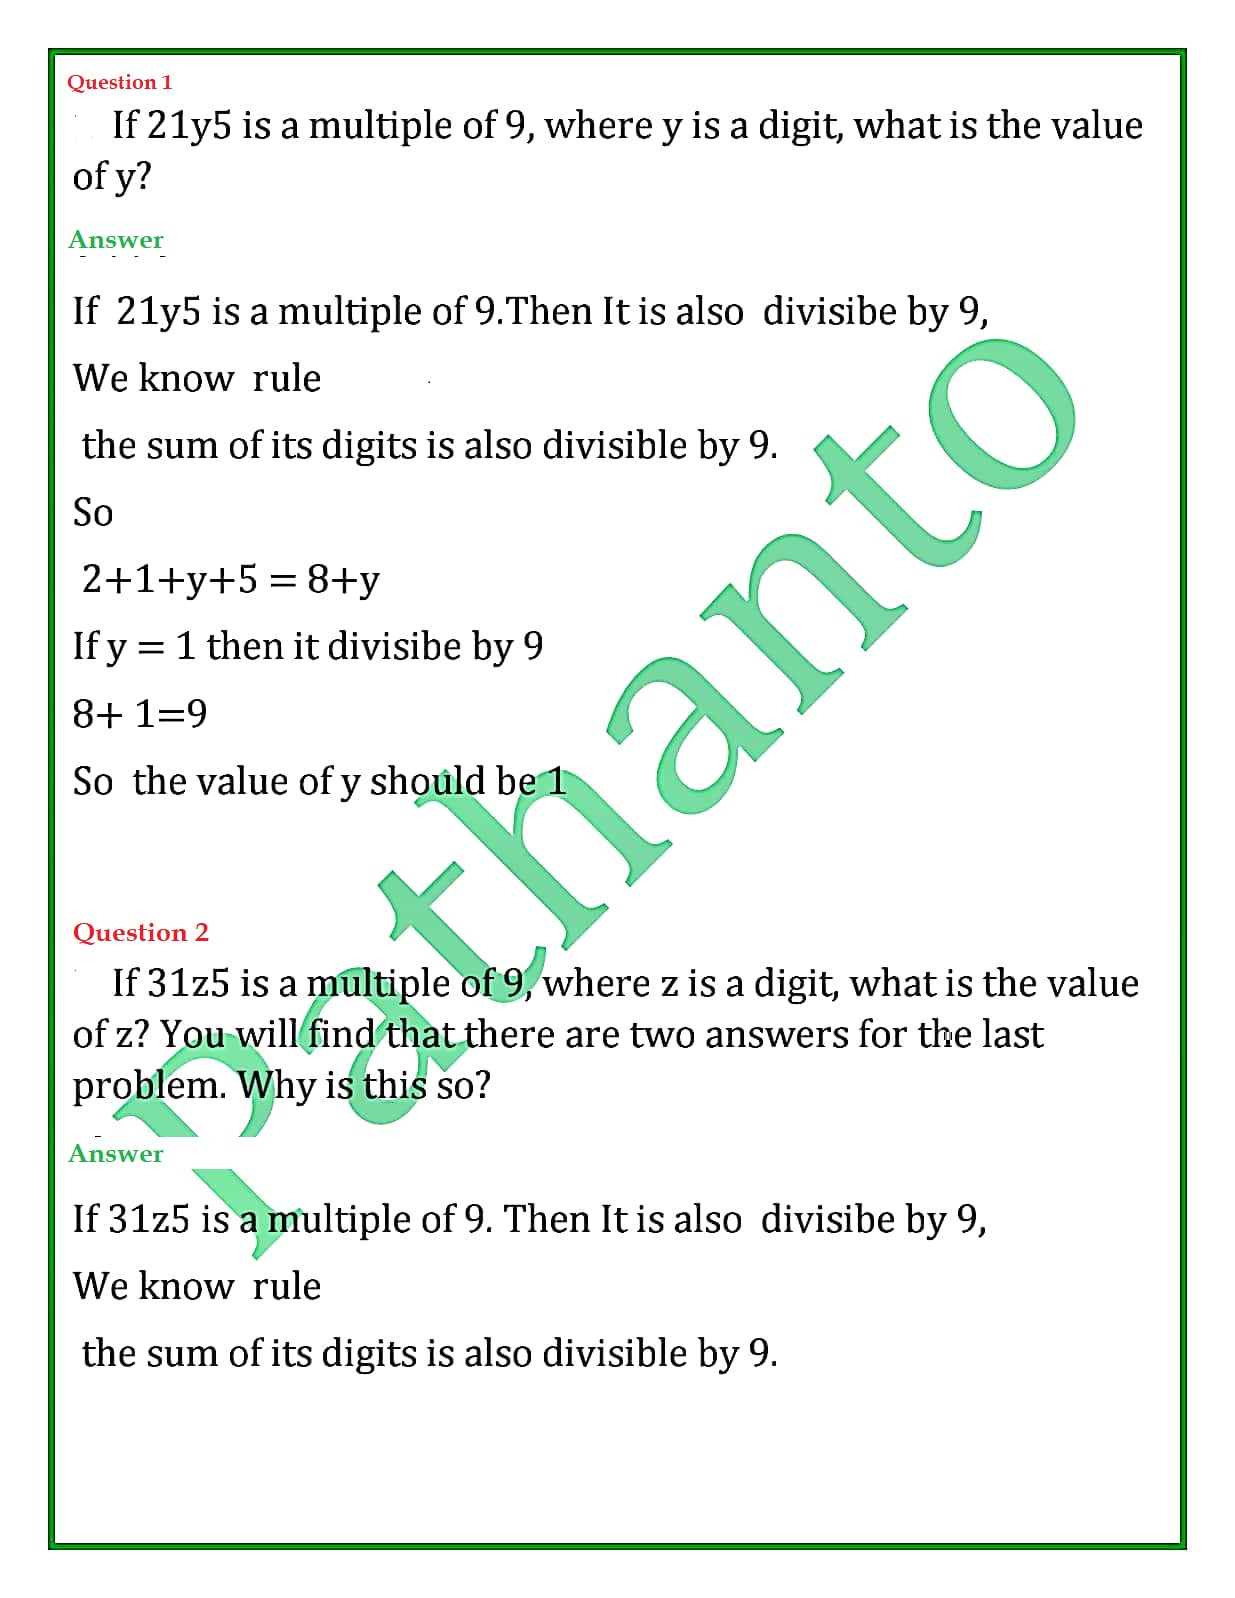 Question 1
If 21y5 is a multiple of 9, where y is a digit, what is the value
of y?
Answer
If 21y5 is a multiple of 9.Then It is also divisibe by 9,
We know rule
the sum of its digits is also divisible by 9.
So
2+1+y+5 = 8+y
If y = 1 then it divisibe by 9
8+ 1=9
So the value of y should be 1
Question 2
If 31z5 is a multiple of 9, where z is a digit, what is the value
of z? You will find that there are two answers for the last
problem. Why is this so?
Answer
If 31z5 is a multiple of 9. Then It is also divisibe by 9,
We know rule
the sum of its digits is also divisible by 9.
Pathanto